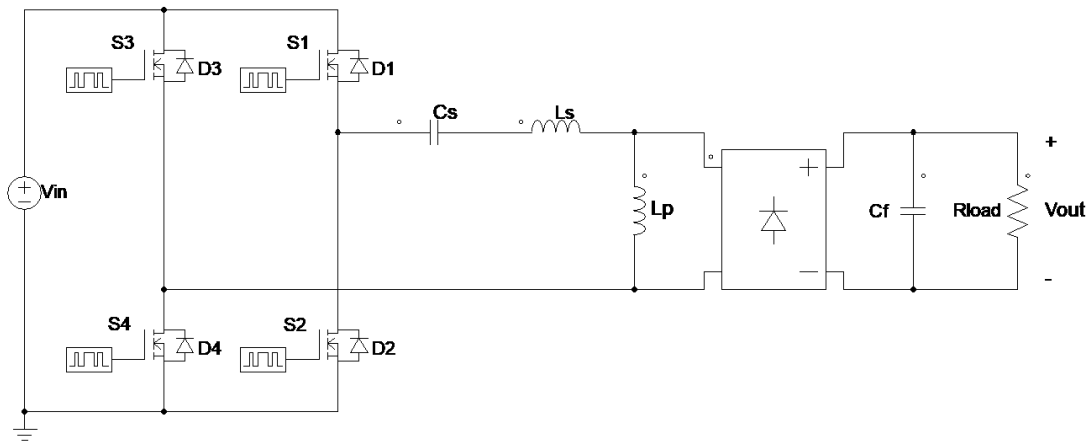 S3
S1
D3
D1
Cs
Ls
Vin
Lp
Cf
Rload
+
Vout
-
S4
S2
D4
D2